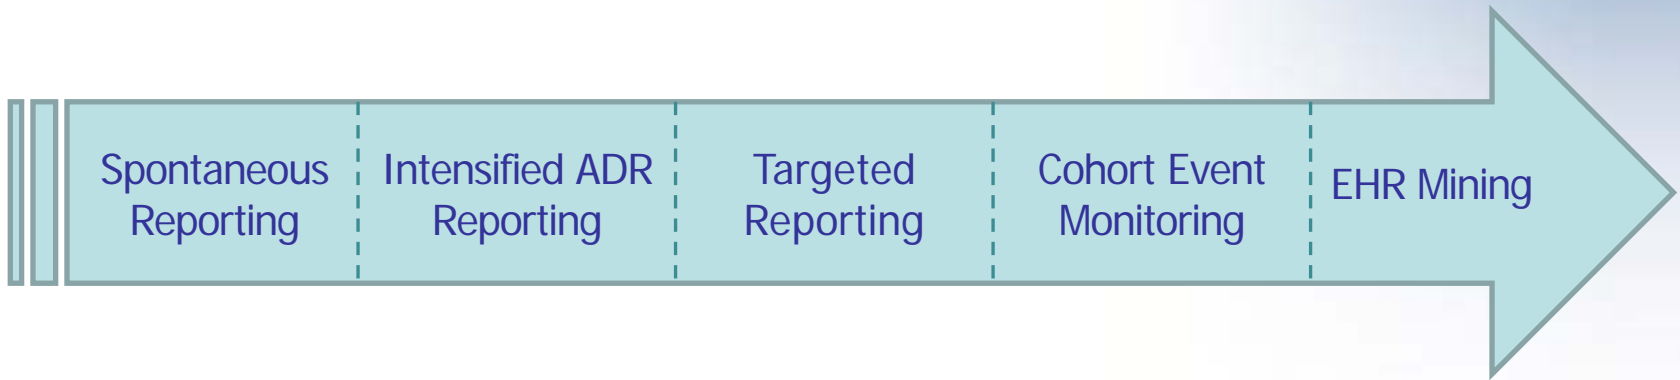 Spontaneous
Reporting
Intensified ADR
Reporting
Targeted
Reporting
Cohort Event
Monitoring
EHR Mining